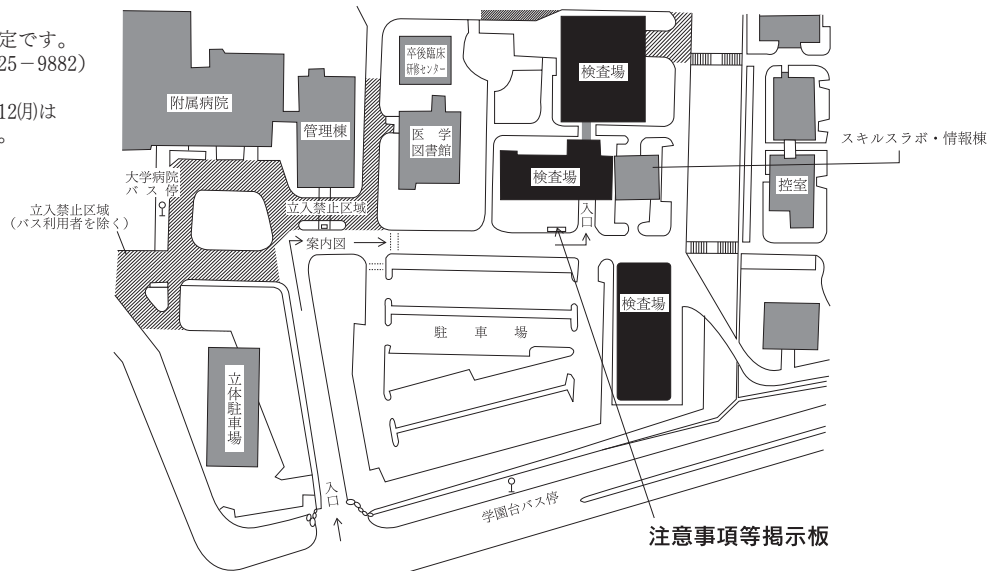 定です。
25－9882）
12(月)は
。
附属病院
管理棟
卒後臨床
研修センター
医　学
図書館
検査場
検査場
スキルスラボ・情報棟
控室
大学病院
バ ス 停
立入禁止区域
（バス利用者を除く）
立入禁止区域
案内図
入口
検査場
駐　車　場
立体駐車場
入口
学園台バス停
注意事項等掲示板